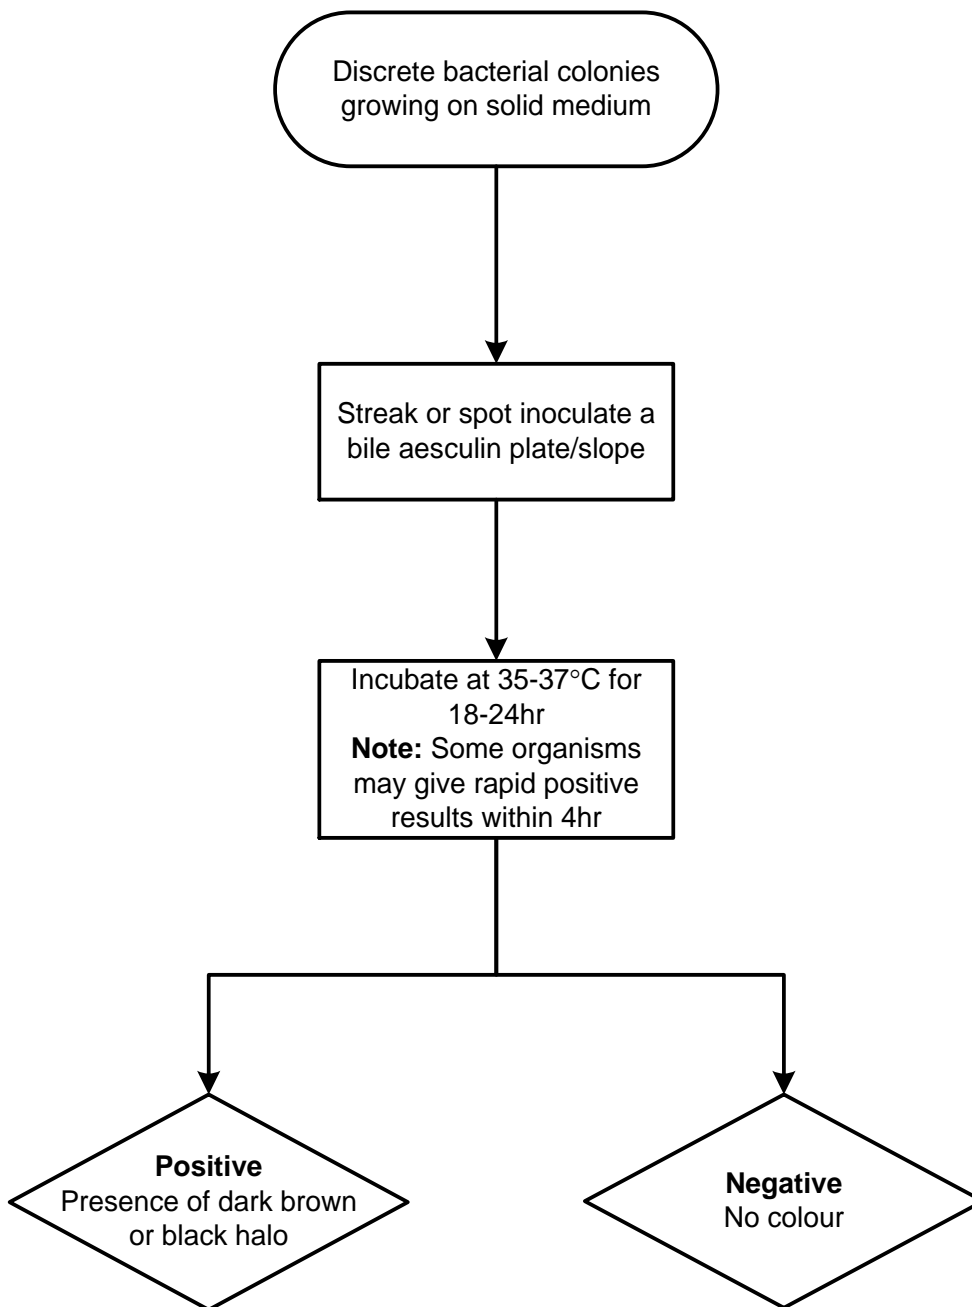 Discrete bacterial colonies
growing on solid medium
Streak or spot inoculate a
bile aesculin plate/slope
Incubate at 35-37°C for
18-24hr
Note: Some organisms
may give rapid positive
results within 4hr
Positive
Presence of dark brown
or black halo
Negative
No colour